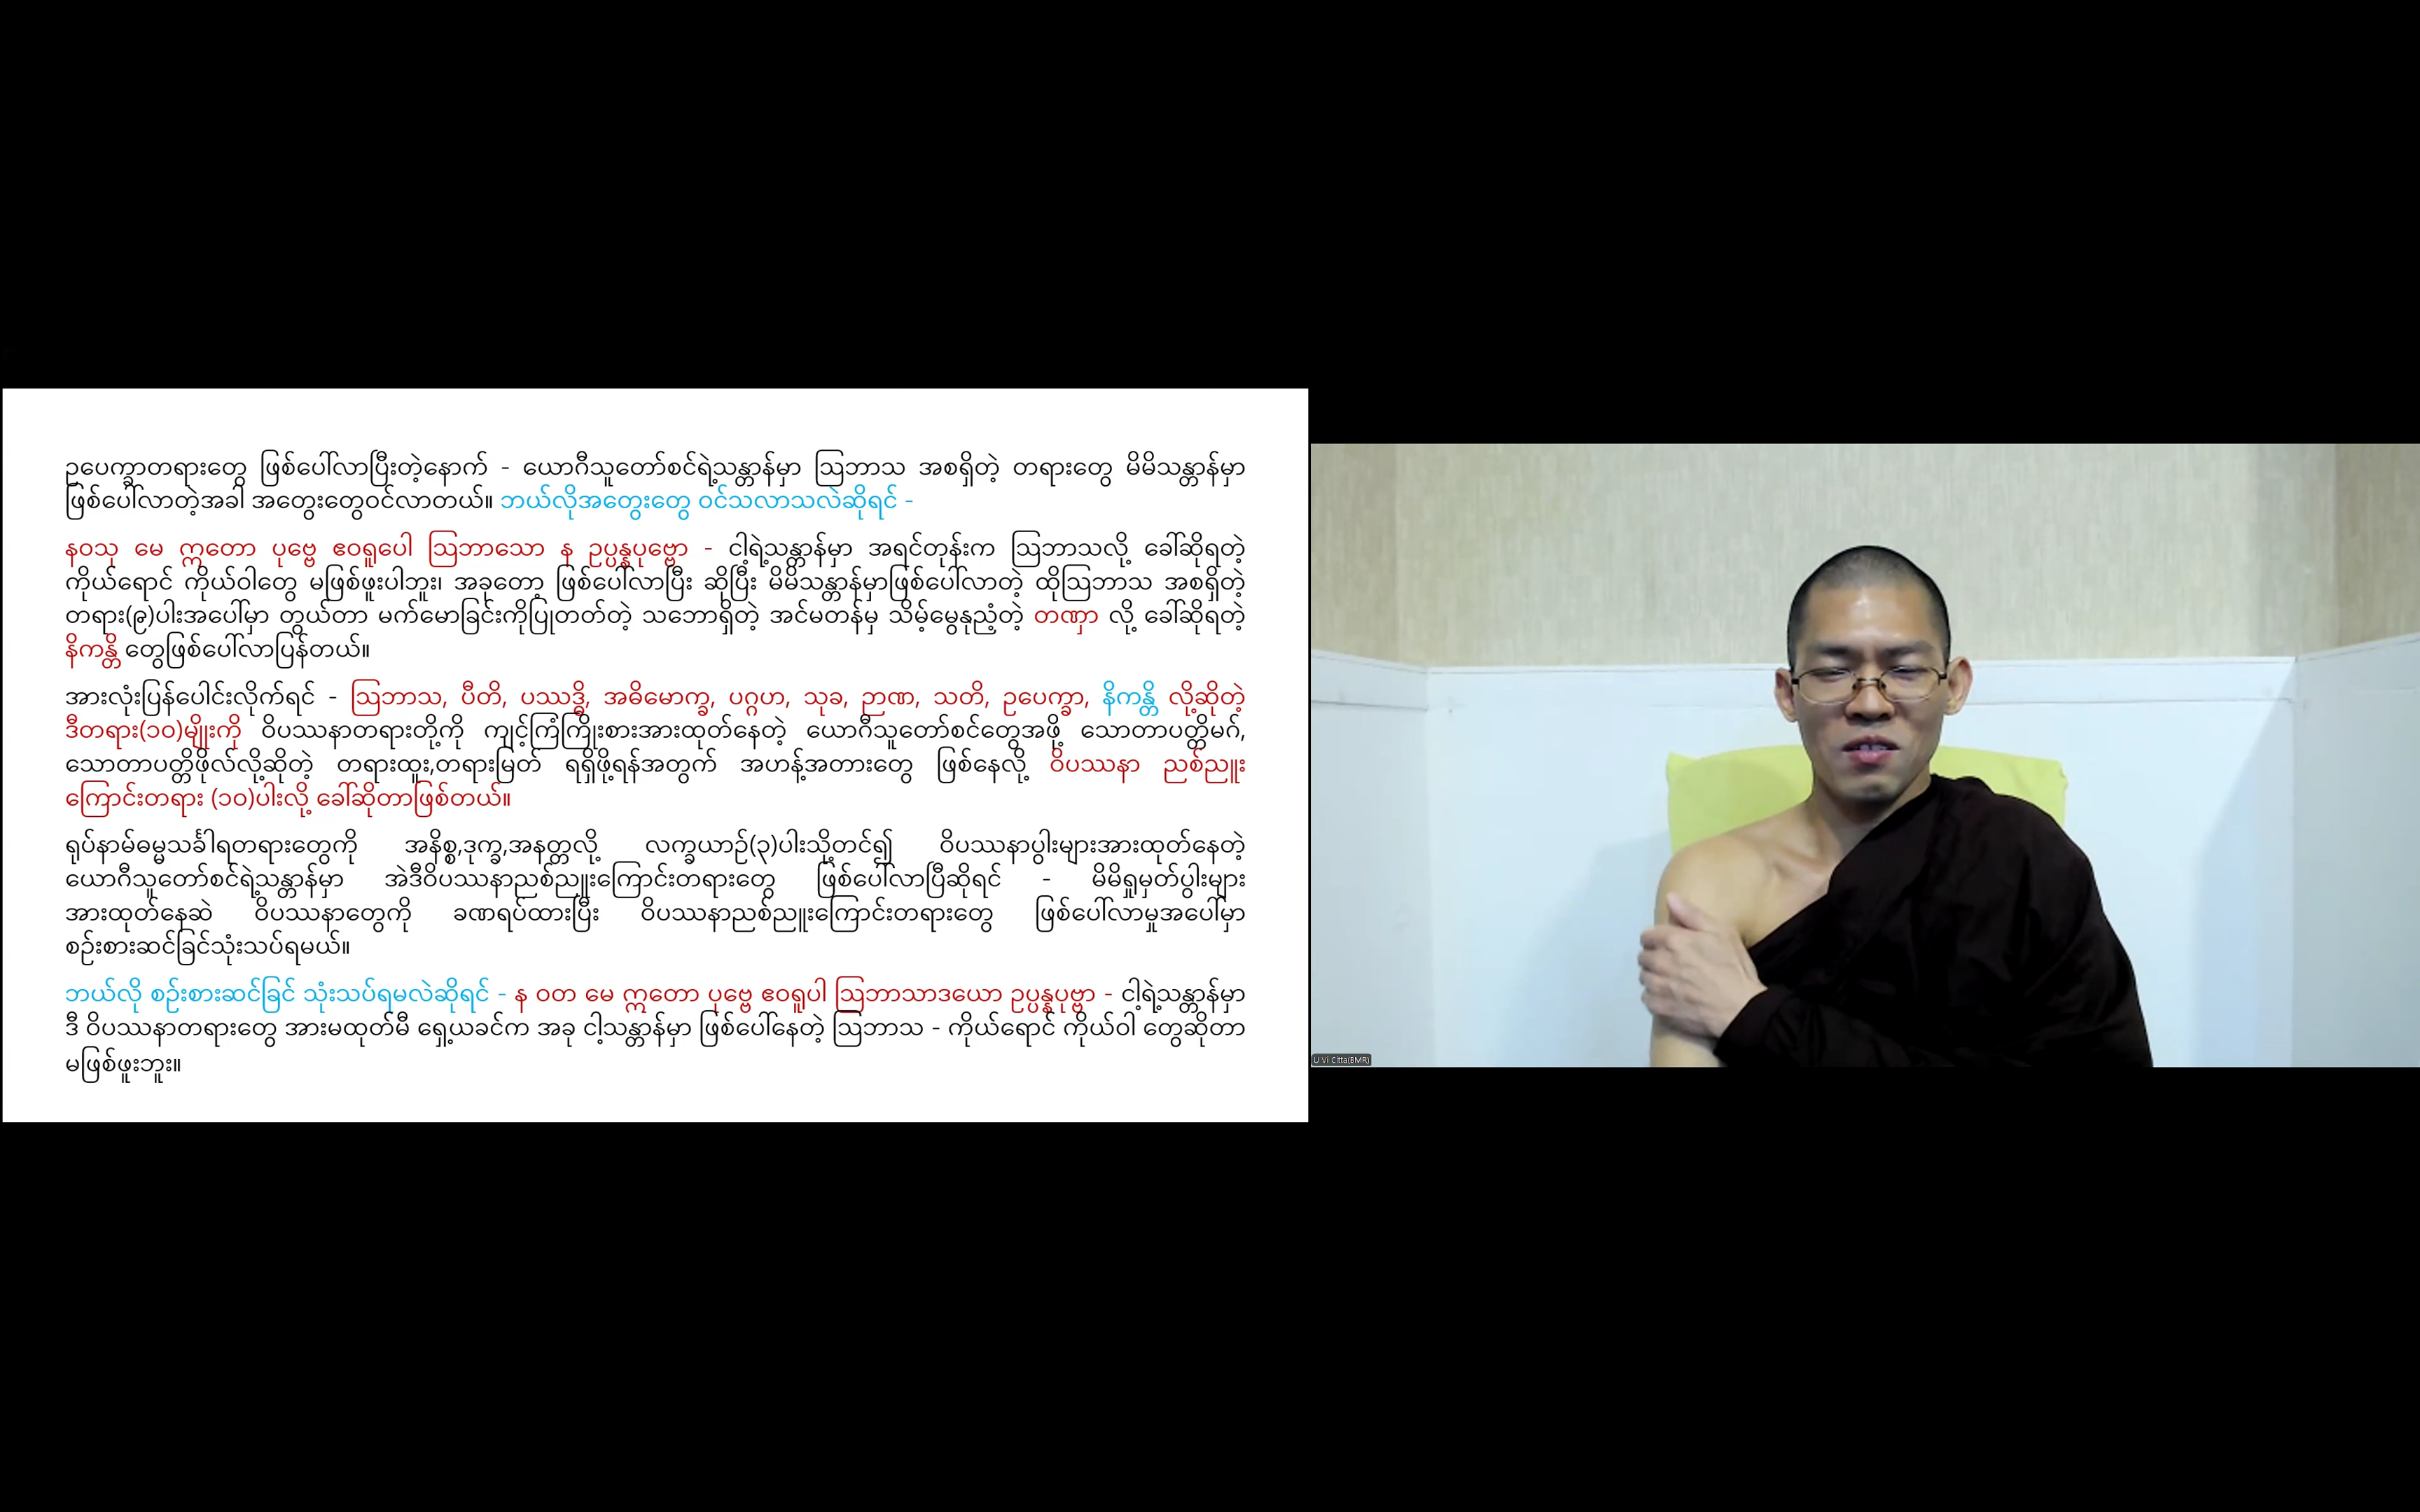 ဥပေက္ခာတရားတွေ ဖြစ်ပေါ်လာပြီးတဲ့နောက် - ယောဂီသူတော်စင်ရဲ့သန္တာန်မှာ ဩဘာသ အစရှိတဲ့ တရားတွေ မိမိသန္တာန်မှာ
ဖြစ်ပေါ်လာတဲ့အခါ အတွေးတွေဝင်လာတယ်။ ဘယ်လိုအတွေးတွေ ဝင်သလာသလဲဆိုရင် -
နဝသု မေ ဣတော ပုဗ္ဗေ ဧဝရူပေါ ဩဘာသော န ဥပ္ပန္နပုဗ္ဗော - ငါ့ရဲ့သန္တာန်မှာ အရင်တုန်းက ဩဘာသလို့ ခေါ်ဆိုရတဲ့
ကိုယ်ရောင် ကိုယ်ဝါတွေ မဖြစ်ဖူးပါဘူး၊ အခုတော့ ဖြစ်ပေါ်လာပြီး ဆိုပြီး မိမိသန္တာန်မှာဖြစ်ပေါ်လာတဲ့ ထိုဩဘာသ အစရှိတဲ့
တရား(၉)ပါးအပေါ်မှာ တွယ်တာ မက်မောခြင်းကိုပြုတတ်တဲ့ သဘောရှိတဲ့ အင်မတန်မှ သိမ့်မွေနုညံ့တဲ့ တဏှာ လို့ ခေါ်ဆိုရတဲ့
နိကန္တိ တွေဖြစ်ပေါ်လာပြန်တယ်။
အားလုံးပြန်ပေါင်းလိုက်ရင် - ဩဘာသ, ပီတိ, ပဿဒ္ဓိ, အဓိမောက္ခ, ပဂ္ဂဟ, သုခ, ဉာဏ, သတိ, ဥပေက္ခာ, နိကန္တိ လို့ဆိုတဲ့
ဒီတရား(၁၀)မျိုးကို ဝိပဿနာတရားတို့ကို ကျင့်ကြံကြိုးစားအားထုတ်နေတဲ့ ယောဂီသူတော်စင်တွေအဖို့ သောတာပတ္တိမဂ်,
သောတာပတ္တိဖိုလ်လို့ဆိုတဲ့ တရားထူး,တရားမြတ် ရရှိဖို့ရန်အတွက် အဟန့်အတားတွေ ဖြစ်နေလို့ ဝိပဿနာ ညစ်ညူး
ကြောင်းတရား (၁၀)ပါးလို့ ခေါ်ဆိုတာဖြစ်တယ်။
ရုပ်နာမ်ဓမ္မသင်္ခါရတရားတွေကို အနိစ္စ,ဒုက္ခ,အနတ္တလို့ လက္ခယာဉ်(၃)ပါးသို့တင်၍ ဝိပဿနာပွါးများအားထုတ်နေတဲ့
ယောဂီသူတော်စင်ရဲ့သန္တာန်မှာ အဲဒီဝိပဿနာညစ်ညူးကြောင်းတရားတွေ ဖြစ်ပေါ်လာပြီဆိုရင် - မိမိရှုမှတ်ပွါးများ
အားထုတ်နေဆဲ ဝိပဿနာတွေကို ခဏရပ်ထားပြီး ဝိပဿနာညစ်ညူးကြောင်းတရားတွေ ဖြစ်ပေါ်လာမှုအပေါ်မှာ
စဉ်းစားဆင်ခြင်သုံးသပ်ရမယ်။
ဘယ်လို စဉ်းစားဆင်ခြင် သုံးသပ်ရမလဲဆိုရင် - န ဝတ မေ ဣတော ပုဗ္ဗေ ဧဝရူပါ ဩဘာသာဒယော ဥပ္ပန္နပုဗ္ဗာ - ငါ့ရဲ့သန္တာန်မှာ
ဒီ ဝိပဿနာတရားတွေ အားမထုတ်မီ ရှေ့ယခင်က အခု ငါ့သန္တာန်မှာ ဖြစ်ပေါ်နေတဲ့ ဩဘာသ - ကိုယ်ရောင် ကိုယ်ဝါ တွေဆိုတာ
မဖြစ်ဖူးဘူး။
U Vi Citta(BMR)